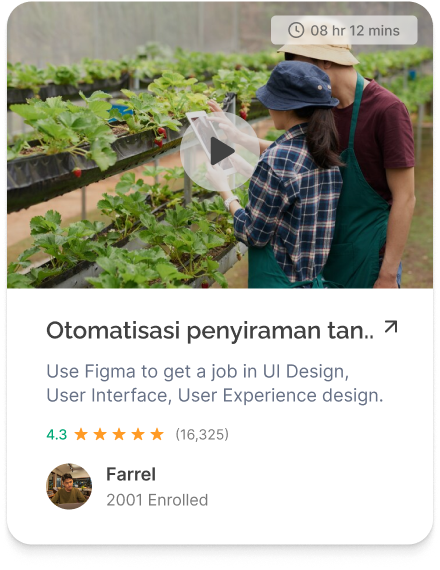 08 hr 12 mins
Otomatisasi penyiraman tan..
Use Figma to get a job in UI Design,
User Interface, User Experience design.
4.3 (16,325)
Farrel
2001 Enrolled